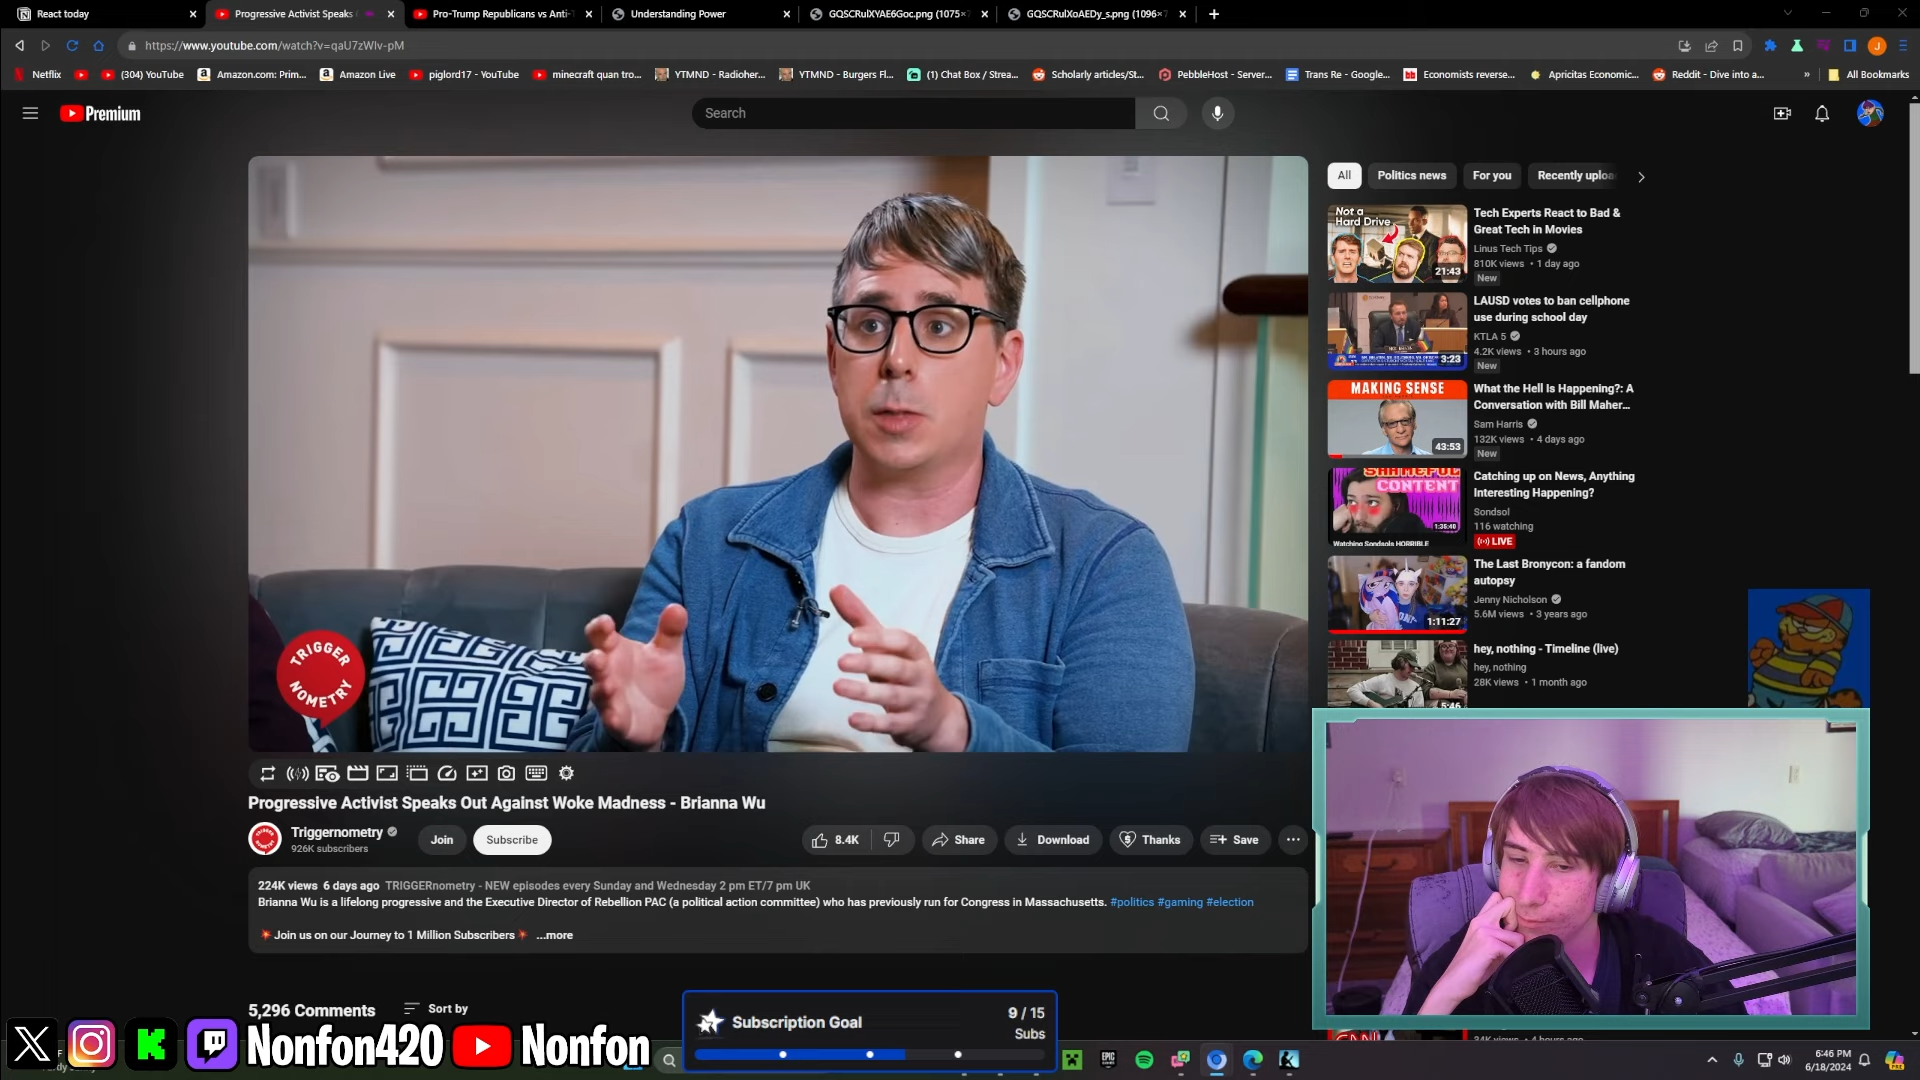 React today
Progressive Activist Speaks
Pro-Trump Republicans vs Anti-T
Understanding Power
GQSCRulXYAE6Goc.png (1075×
GQSCRulXoAEDy_s.png (1096×
https://www.youtube.com/watch?v=qaU7zWlv-pM
Netflix
(304) YouTube
Amazon.com: Prim...
Amazon Live
piglord17 - YouTube
minecraft quan tro...
YTMND - Radioher...
YTMND - Burgers Fl...
(1) Chat Box / Strea...
Scholarly articles/St...
PebbleHost - Server...
Trans Re - Google...
Economists reverse...
Apricitas Economic...
Reddit - Dive into a...
»
All Bookmarks
Premium
Search
All
Politics news
For you
Recently uploa
Not a
Hard Drive
21:43
Tech Experts React to Bad &
Great Tech in Movies
Linus Tech Tips
810K views • 1 day ago
New
3:23
LAUSD votes to ban cellphone
use during school day
KTLA 5
4.2K views • 3 hours ago
New
MAKING SENSE
43:53
What the Hell Is Happening?: A
Conversation with Bill Maher...
Sam Harris
132K views • 4 days ago
New
CONTENT
1:35:40
Catching up on News, Anything
Interesting Happening?
Sondsol
116 watching
LIVE
1:11:27
The Last Bronycon: a fandom
autopsy
Jenny Nicholson
5.6M views • 3 years ago
5:46
hey, nothing - Timeline (live)
hey, nothing
28K views • 1 month ago
TRIGGER
NOMETRY
Progressive Activist Speaks Out Against Woke Madness - Brianna Wu
Triggernometry
926K subscribers
Join
Subscribe
8.4K
Share
Download
Thanks
Save
224K views 6 days ago TRIGGERnometry - NEW episodes every Sunday and Wednesday 2 pm ET/7 pm UK
Brianna Wu is a lifelong progressive and the Executive Director of Rebellion PAC (a political action committee) who has previously run for Congress in Massachusetts. #politics #gaming #election
Join us on our Journey to 1 Million Subscribers ...more
5,296 Comments
Sort by
Subscription Goal
9 / 15
Subs
Nonfon420
Nonfon
EPIC
6:46 PM
6/18/2024